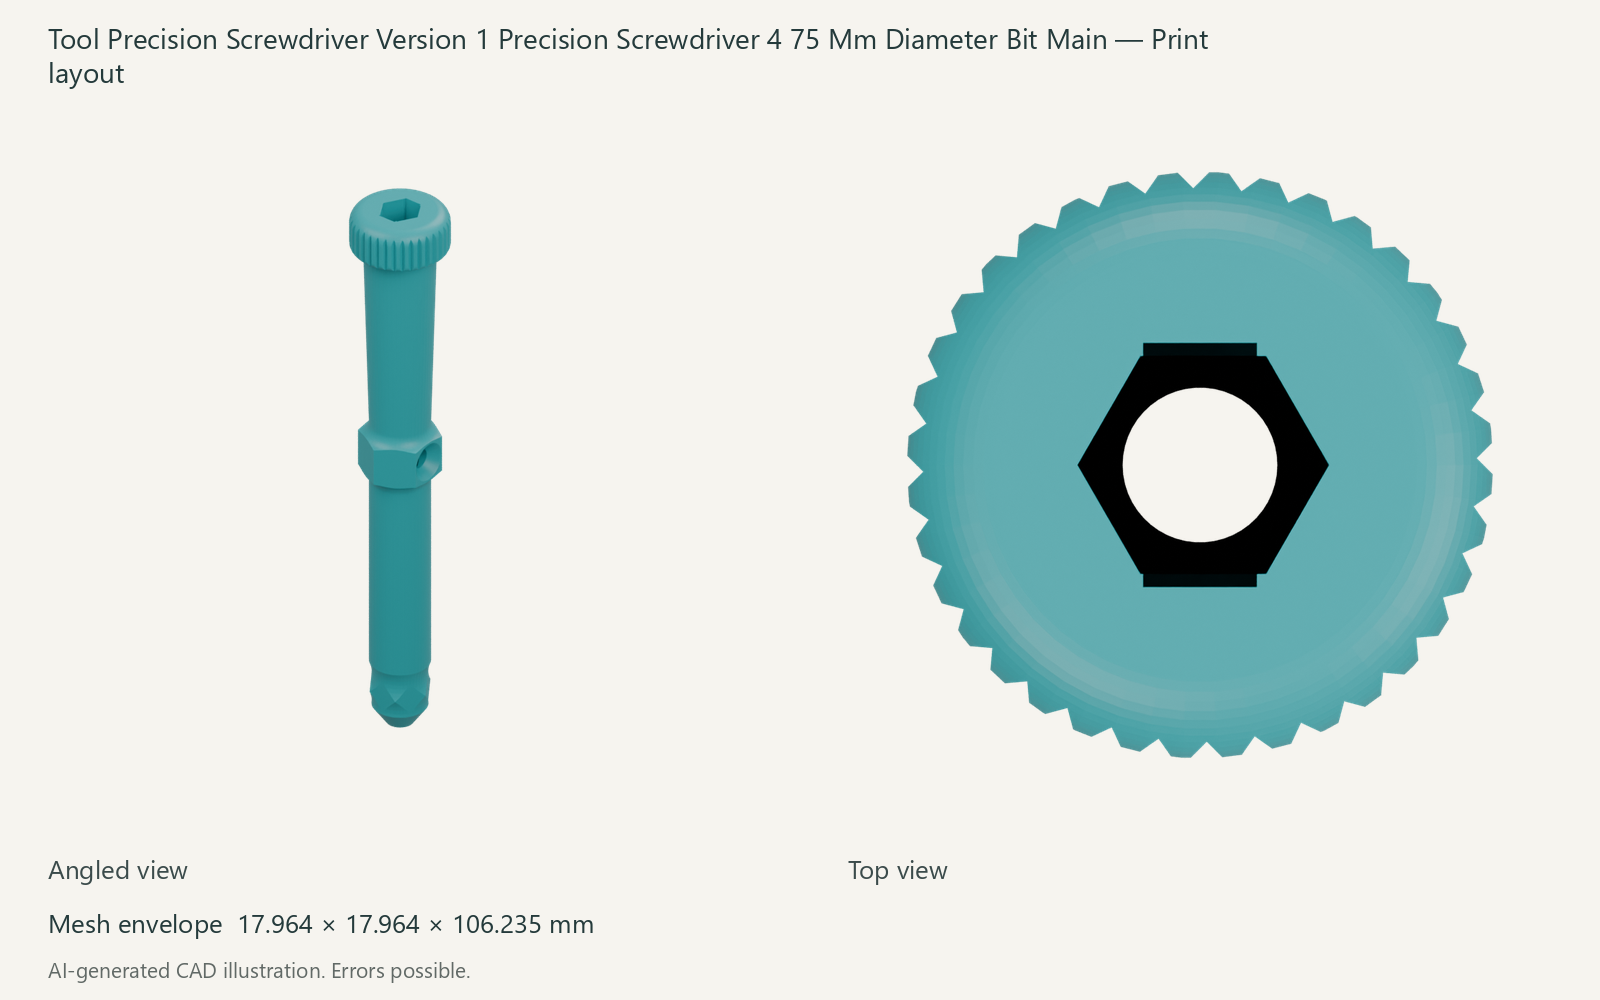 Tool Precision Screwdriver Version 1 Precision Screwdriver 4 75 Mm Diameter Bit Main — Print
layout
Angled view
Top view
Mesh envelope 17.964 × 17.964 × 106.235 mm
AI-generated CAD illustration. Errors possible.